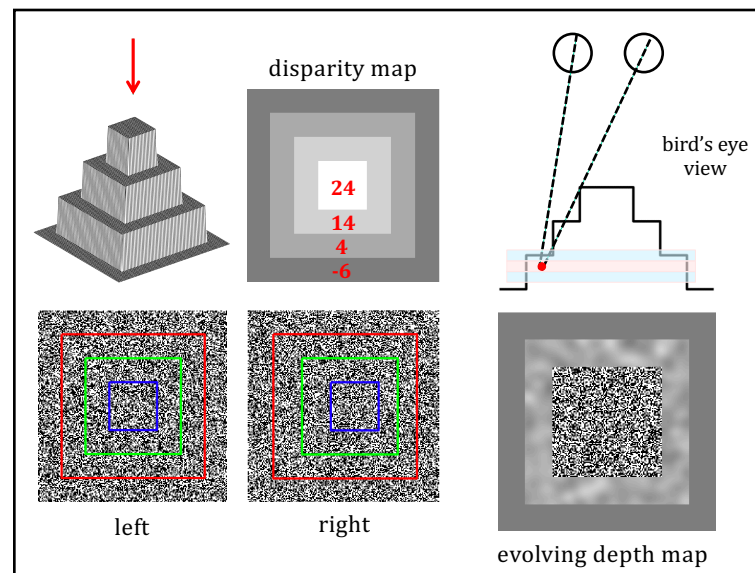 disparity map
24
14
4
-6
bird's eye
view
left
right
evolving depth map